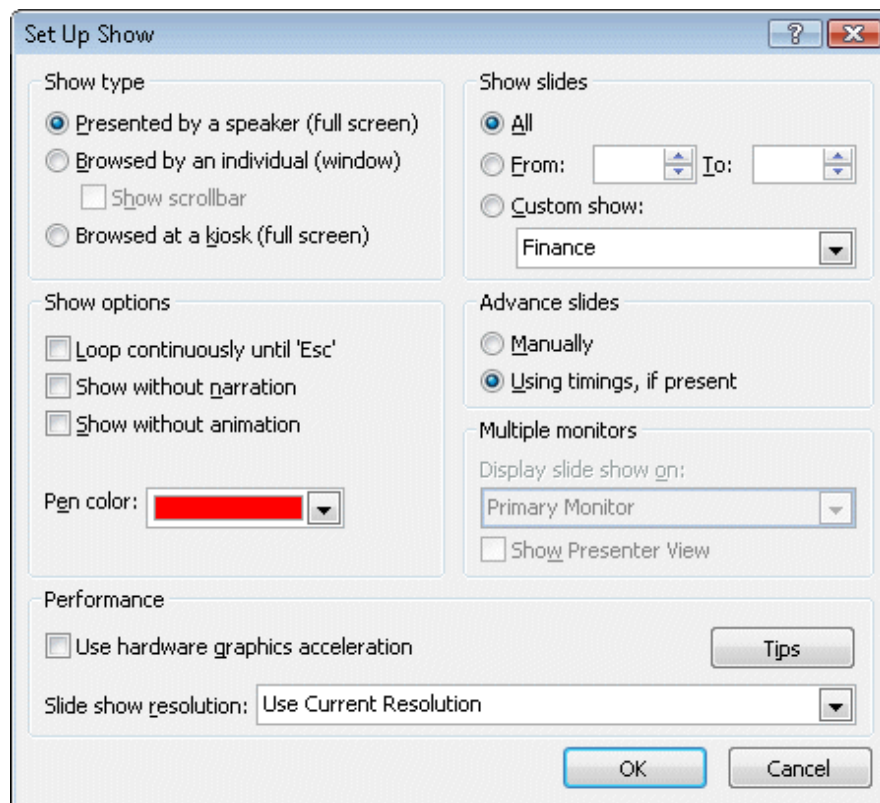 Set Up Show
Show type
Presented by a speaker (full screen)
Browsed by an individual (window)
Show scrollbar
Browsed at a kiosk (full screen)
Show slides
All
From: To:
Custom show:
Finance
Show options
Loop continuously until 'Esc'
Show without narration
Show without animation
Pen color:
Advance slides
Manually
Using timings, if present
Multiple monitors
Display slide show on:
Primary Monitor
Show Presenter View
Performance
Use hardware graphics acceleration
Tips
Slide show resolution: Use Current Resolution
OK Cancel